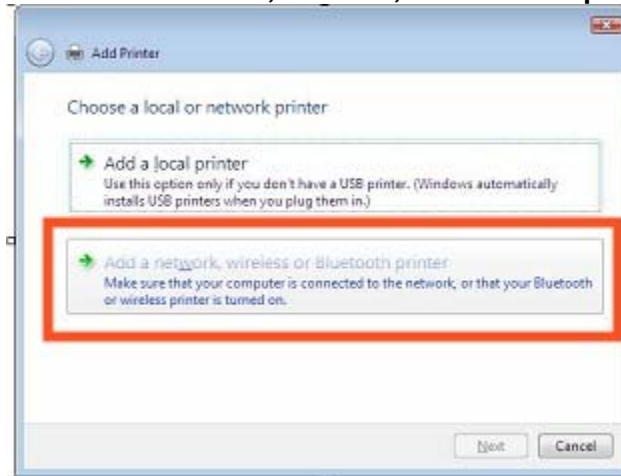 Add Printer
Choose a local or network printer
Add a local printer
Use this option only if you don't have a USB printer. (Windows automatically
installs USB printers when you plug them in.)
Add a network, wireless or Bluetooth printer
Make sure that your computer is connected to the network, or that your Bluetooth
or wireless printer is turned on.
Next Cancel